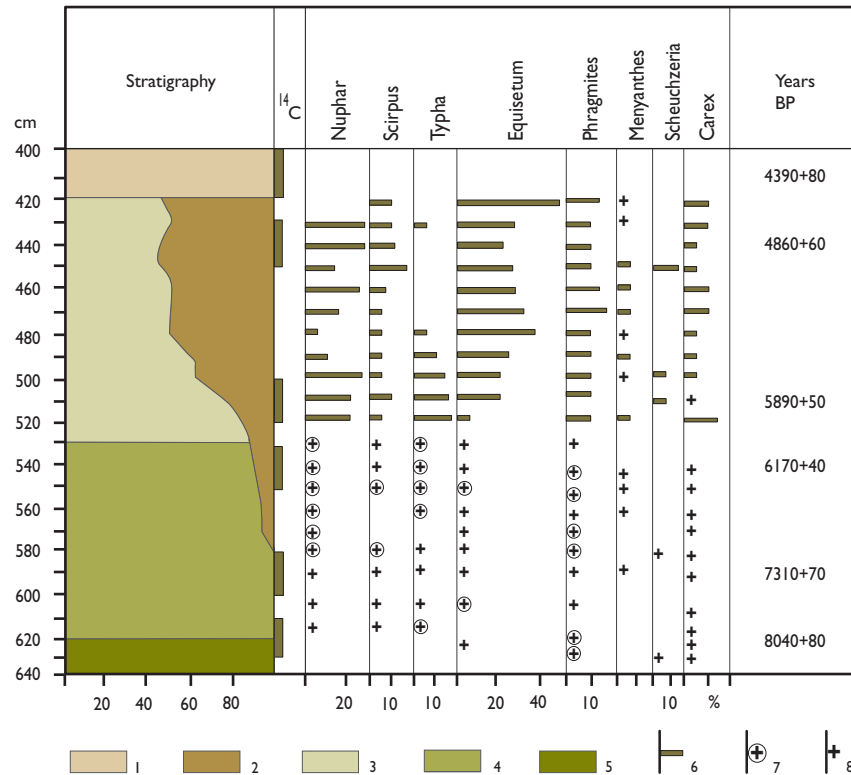 Stratigraphy
14C
Nuphar
Scirpus
Typha
Equisetum
Phragmites
Menyanthes
Scheuchzeria
Carex
Years
BP
cm
400
420
440
460
480
500
520
540
560
580
600
620
640
4390+80
4860+60
5890+50
6170+40
7310+70
8040+80
20 40 60 80 20 10 10 20 40 10 10 %
1 2 3 4 5 6 7 8